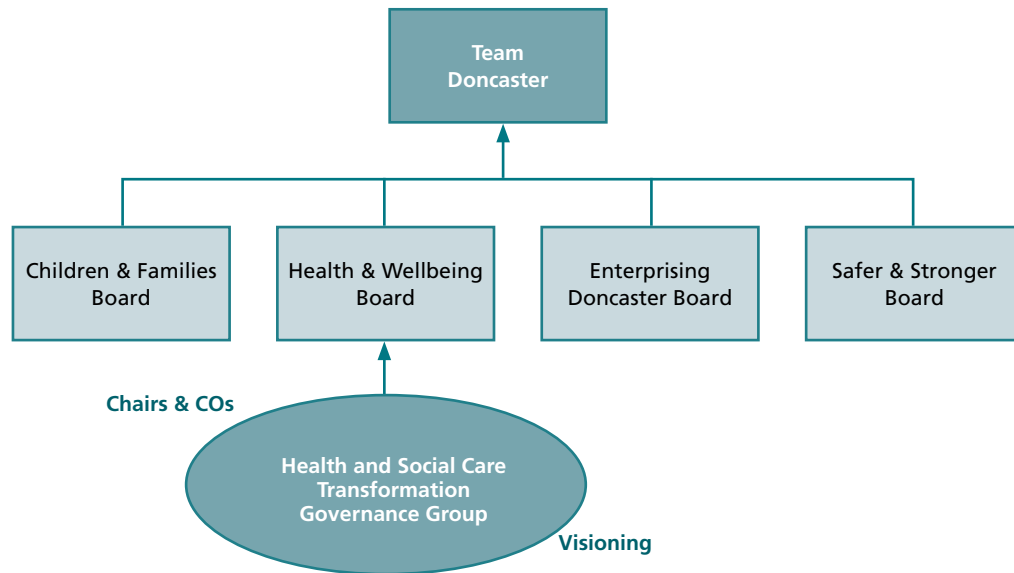 Team
Doncaster
Children & Families
Board
Health & Wellbeing
Board
Enterprising
Doncaster Board
Safer & Stronger
Board
Chairs & COs
Health and Social Care
Transformation
Governance Group
Visioning